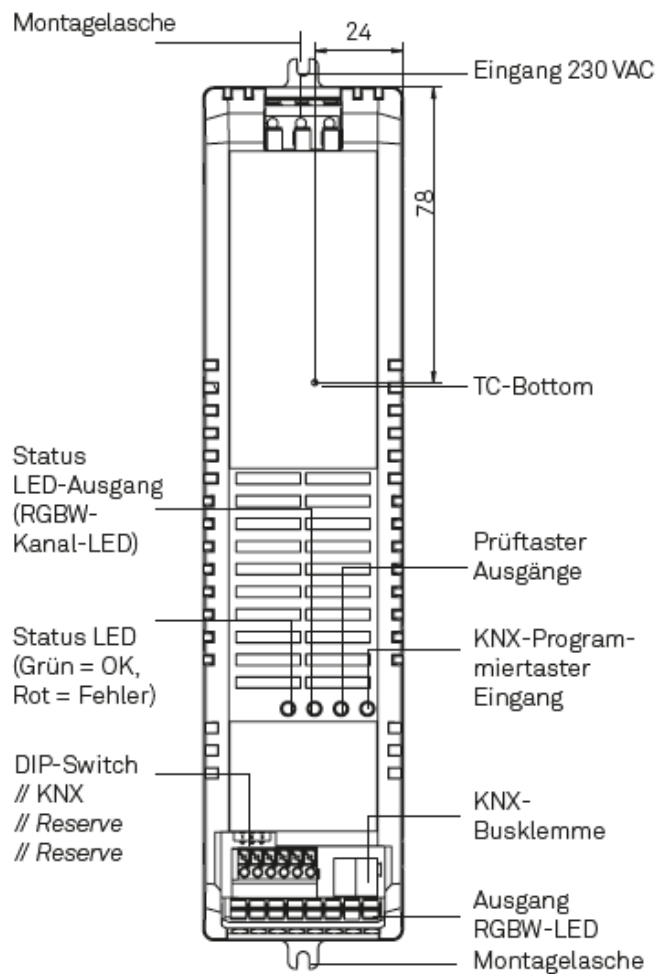 Montagelasche
24
Eingang 230 VAC
78
TC-Bottom
Status
LED-Ausgang
(RGBW-
Kanal-LED)
Prüftaster
Ausgänge
Status LED
(Grün = OK,
Rot = Fehler)
KNX-Program-
miertaster
Eingang
DIP-Switch
// KNX
// Reserve
// Reserve
KNX-
Busklemme
Ausgang
RGBW-LED
Montagelasche